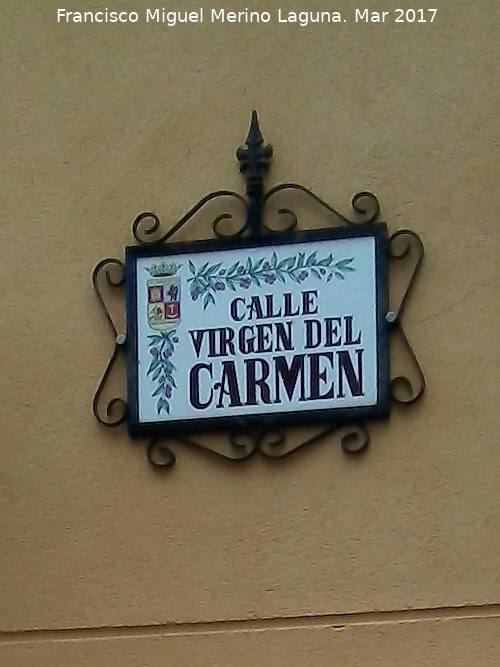 Francisco Miguel Merino Laguna. Mar 2017
CALLE
VIRGEN DEL
CARMEN